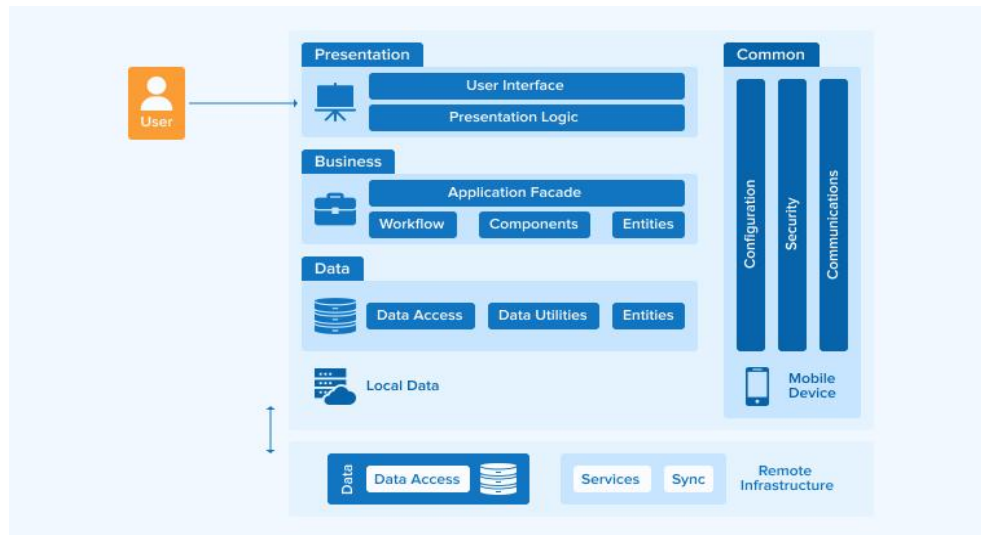 User
Presentation
User Interface
Presentation Logic
Business
Application Facade
Workflow
Components
Entities
Data
Data Access
Data Utilities
Entities
Local Data
Common
Configuration
Security
Communications
Mobile
Device
Data
Data Access
Services
Sync
Remote
Infrastructure